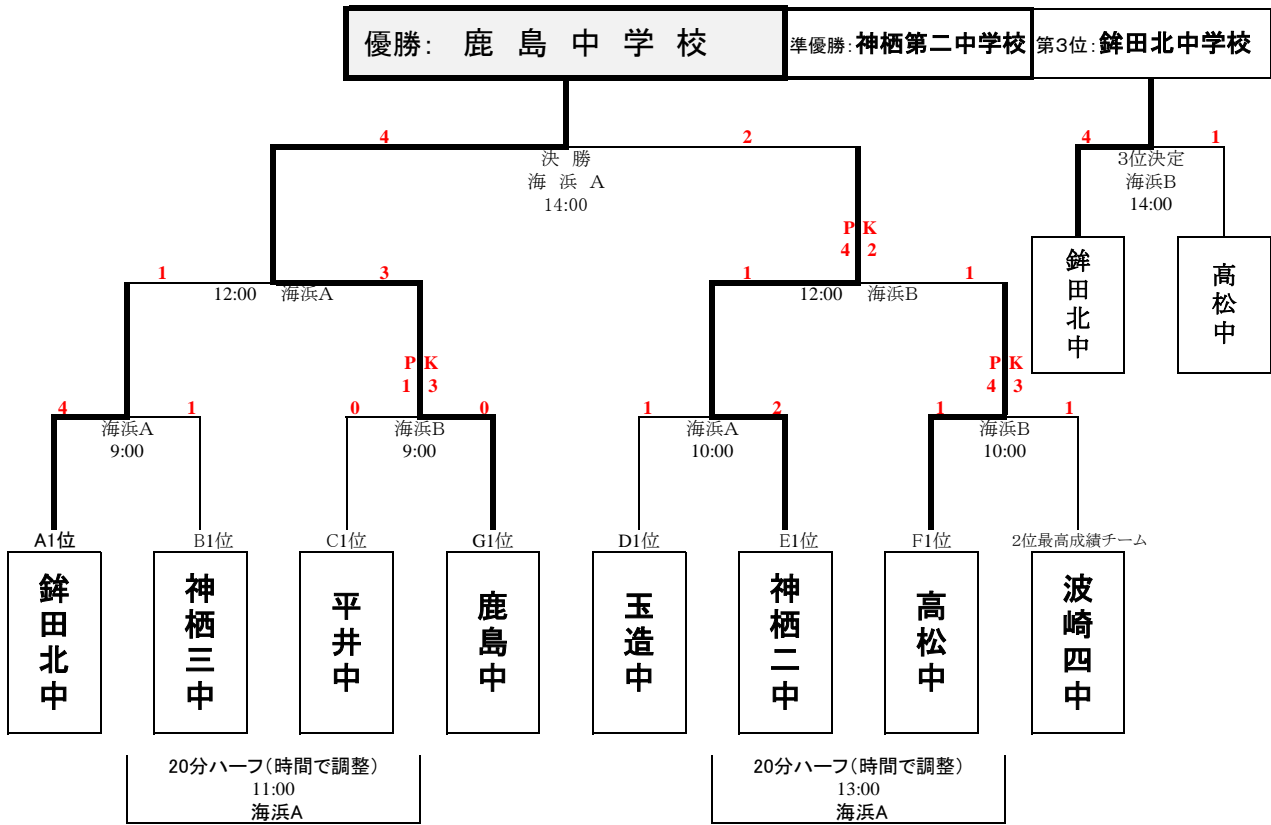 優勝: 鹿島中学校
準優勝: 神栖第二中学校
第3位: 鉾田北中学校
4 2
決勝
海浜A
14:00
4 1
3位決定
海浜B
14:00
鉾田北中
高松中
PK
4 2
1 3
12:00 海浜A
1 1
12:00 海浜B
PK
1 3
PK
4 3
4 1
海浜A
9:00
0 0
海浜B
9:00
1 2
海浜A
10:00
1 1
海浜B
10:00
A1位
B1位
C1位
G1位
D1位
E1位
F1位
2位最高成績チーム
鉾田北中
神栖三中
平井中
鹿島中
玉造中
神栖二中
高松中
波崎四中
20分ハーフ(時間で調整)
11:00
海浜A
20分ハーフ(時間で調整)
13:00
海浜A